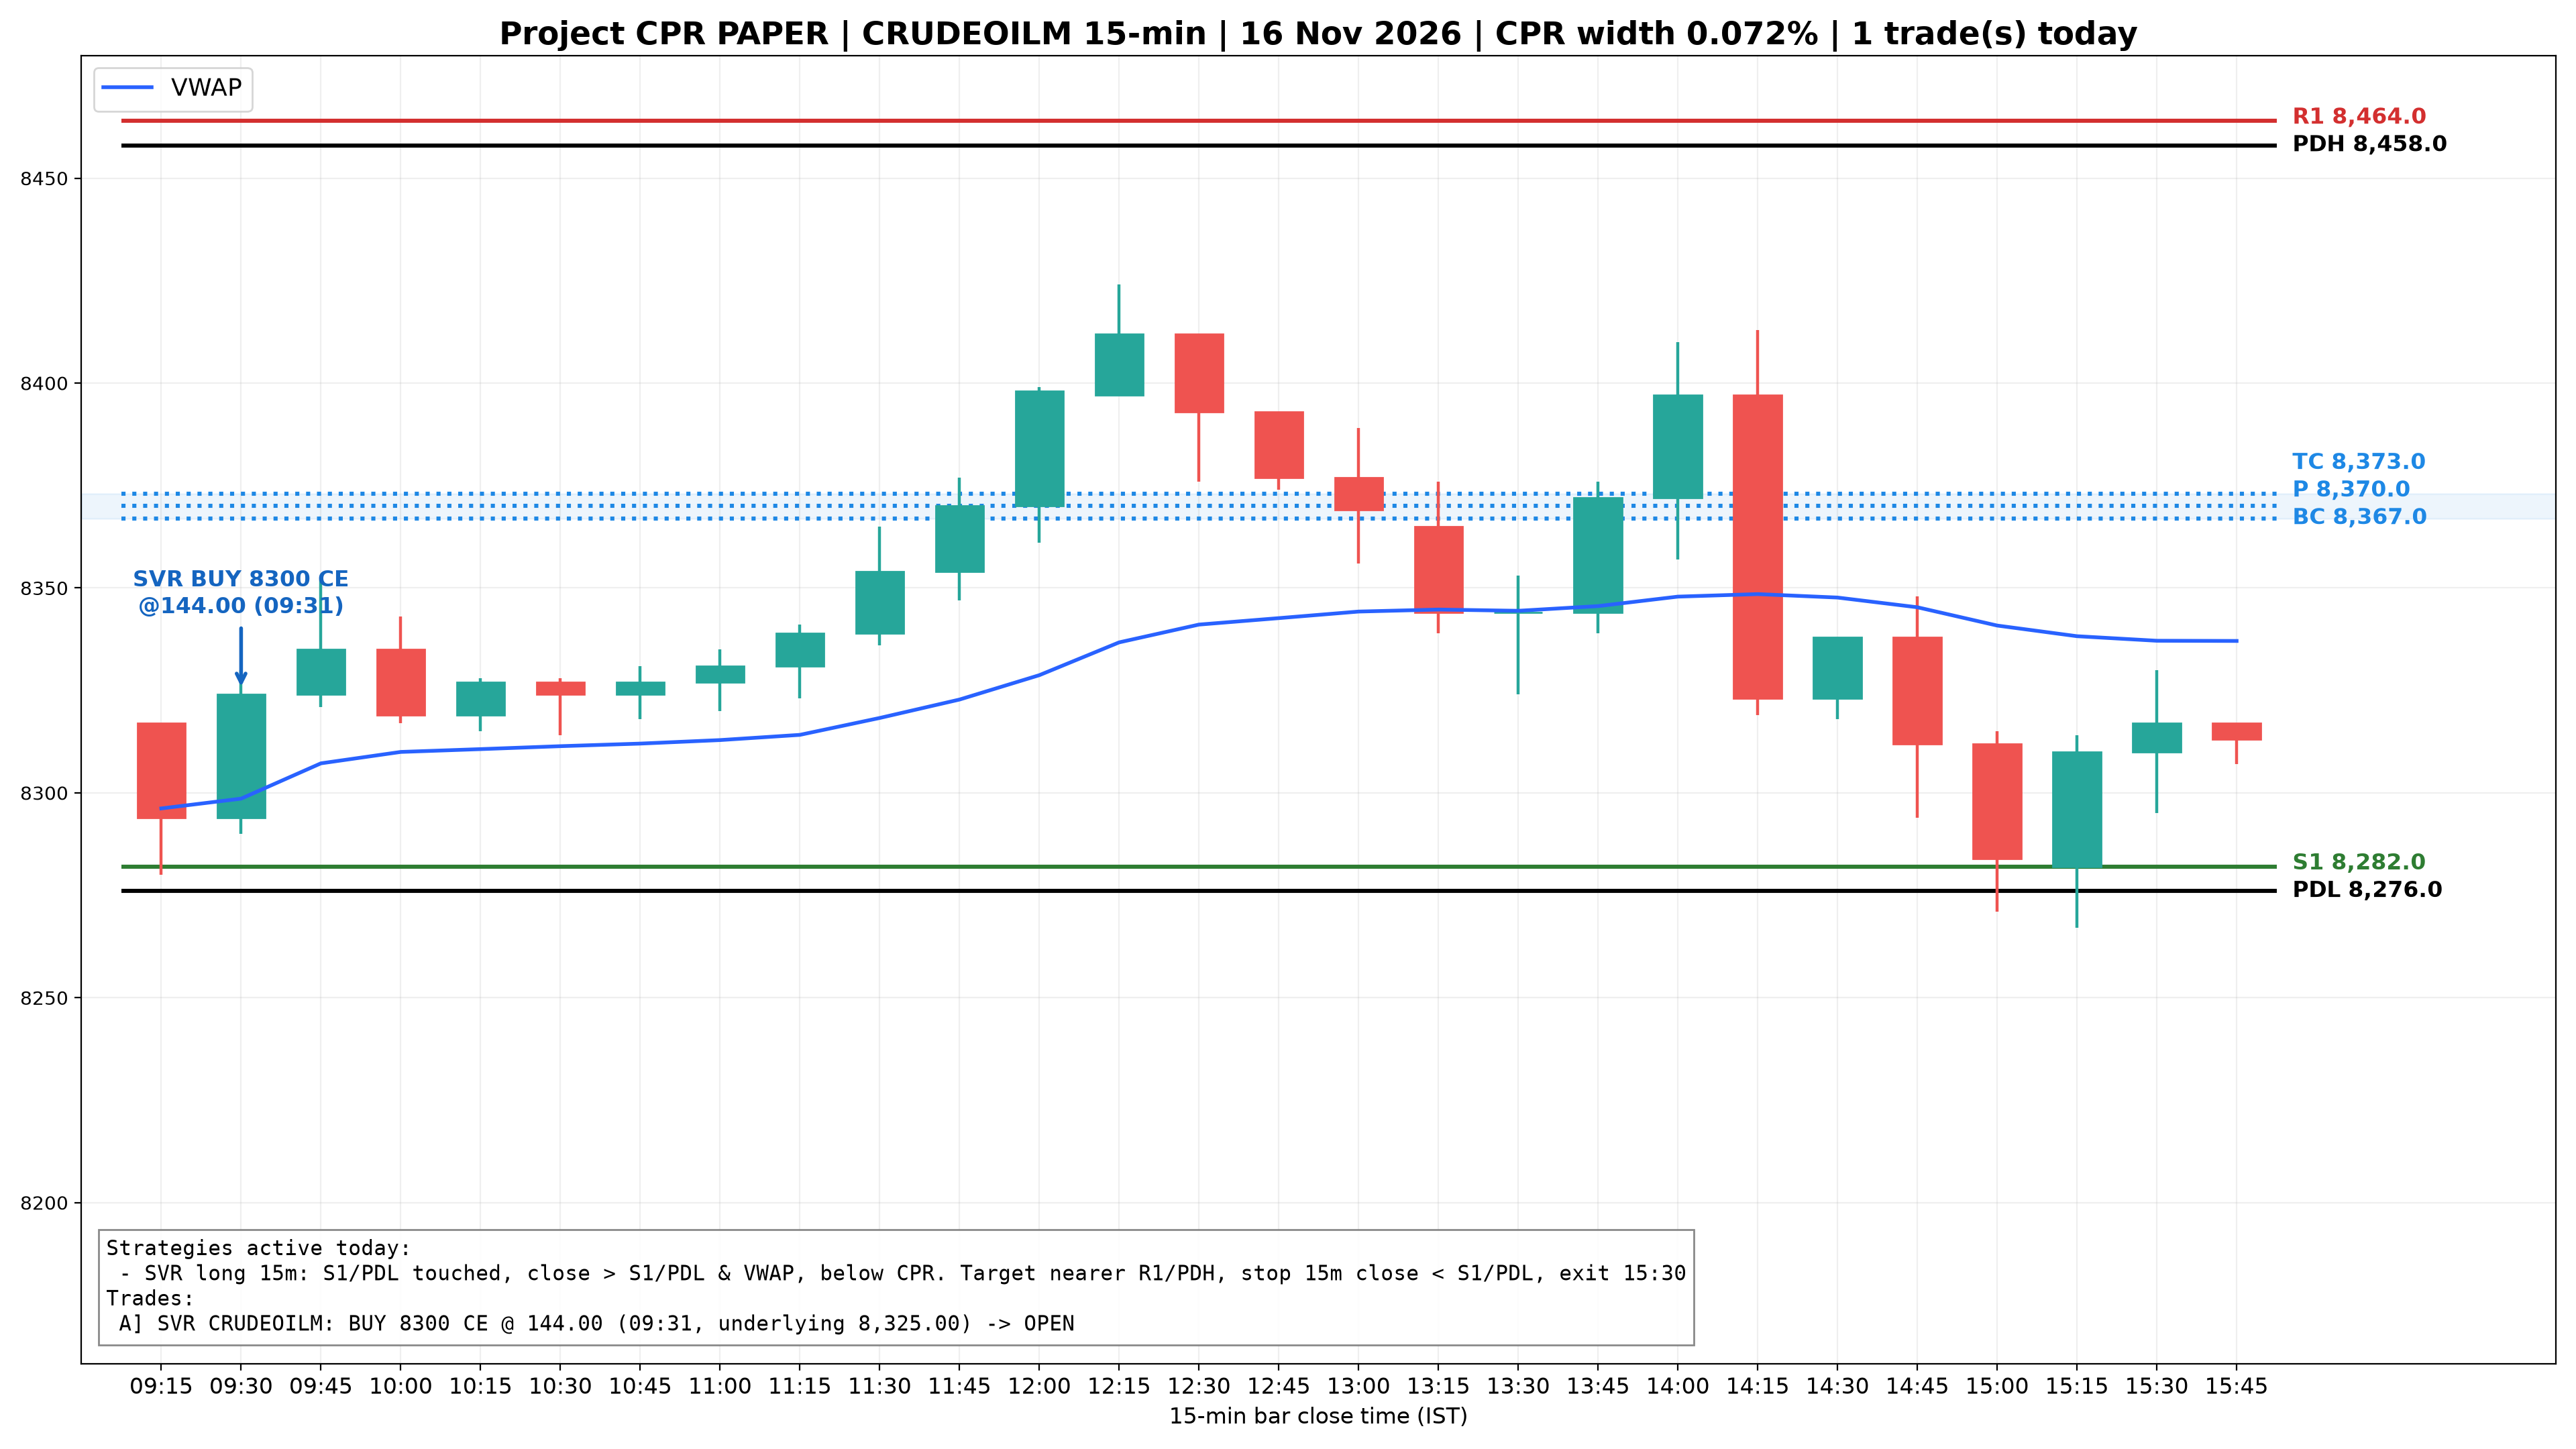 Project CPR PAPER | CRUDEOILM 15-min | 16 Nov 2026 | CPR width 0.072% | 1 trade(s) today
VWAP
R1 8,464.0
PDH 8,458.0
8450
8400
TC 8,373.0
P 8,370.0
BC 8,367.0
8350
SVR BUY 8300 CE
@144.00 (09:31)
8300
S1 8,282.0
PDL 8,276.0
8250
8200
Strategies active today:
- SVR long 15m: S1/PDL touched, close > S1/PDL & VWAP, below CPR. Target nearer R1/PDH, stop 15m close < S1/PDL, exit 15:30
Trades:
A] SVR CRUDEOILM: BUY 8300 CE @ 144.00 (09:31, underlying 8,325.00) -> OPEN
09:15 09:30 09:45 10:00 10:15 10:30 10:45 11:00 11:15 11:30 11:45 12:00 12:15 12:30 12:45 13:00 13:15 13:30 13:45 14:00 14:15 14:30 14:45 15:00 15:15 15:30 15:45
15-min bar close time (IST)